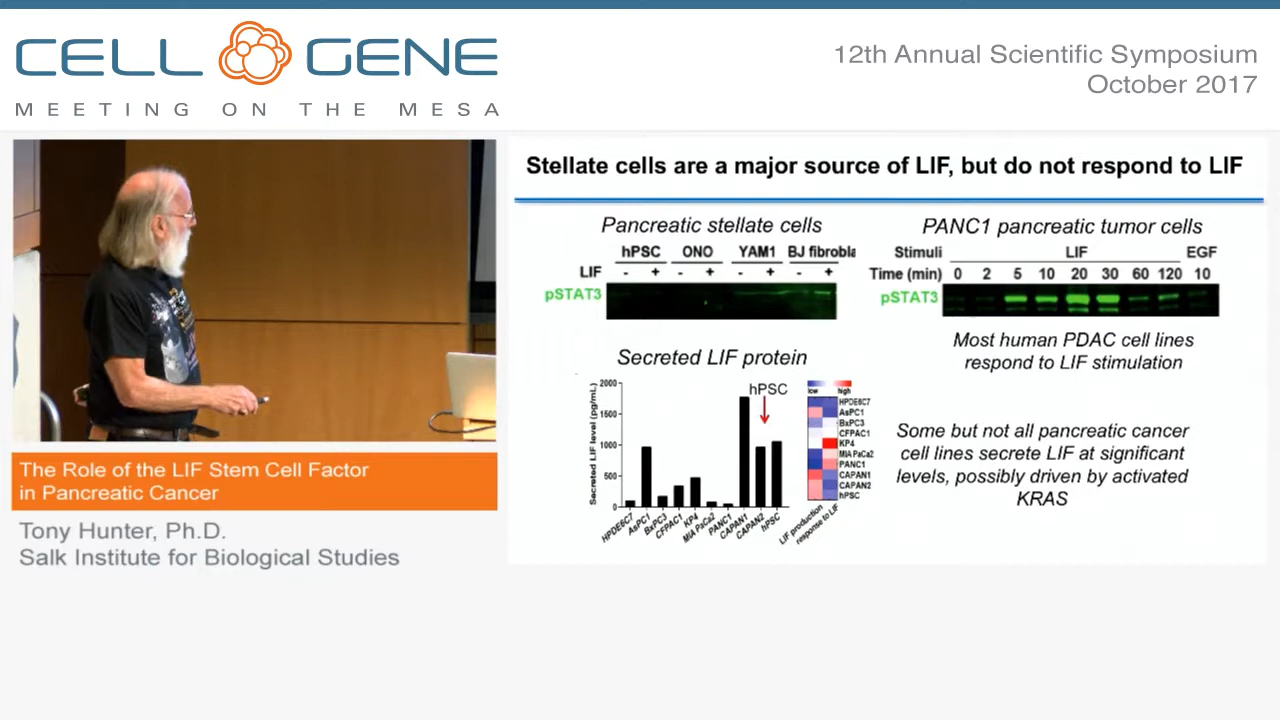 CELL GENE
MEETING ON THE MESA
12th Annual Scientific Symposium
October 2017
Stellate cells are a major source of LIF, but do not respond to LIF
Pancreatic stellate cells
hPSC ONO YAM1 BJ fibrobla
LIF - + - + - + - +
pSTAT3
PANC1 pancreatic tumor cells
Stimuli LIF EGF
Time (min) 0 2 5 10 20 30 60 120 10
pSTAT3
Most human PDAC cell lines
respond to LIF stimulation
Secreted LIF protein
Secreted LIF level (pg/mL)
2000
1500
1000
500
0
hPSC
HPDE6C7 AsPC1 BxPC3 CFPAC1 KP4 MIA PaCa2 PANC1 CAPAN1 CAPAN2 hPSC
low high
HPDE6C7
AsPC1
BxPC3
CFPAC1
KP4
MIA PaCa2
PANC1
CAPAN1
CAPAN2
hPSC
LIF production
response to LIF
Some but not all pancreatic cancer
cell lines secrete LIF at significant
levels, possibly driven by activated
KRAS
The Role of the LIF Stem Cell Factor
in Pancreatic Cancer
Tony Hunter, Ph.D.
Salk Institute for Biological Studies